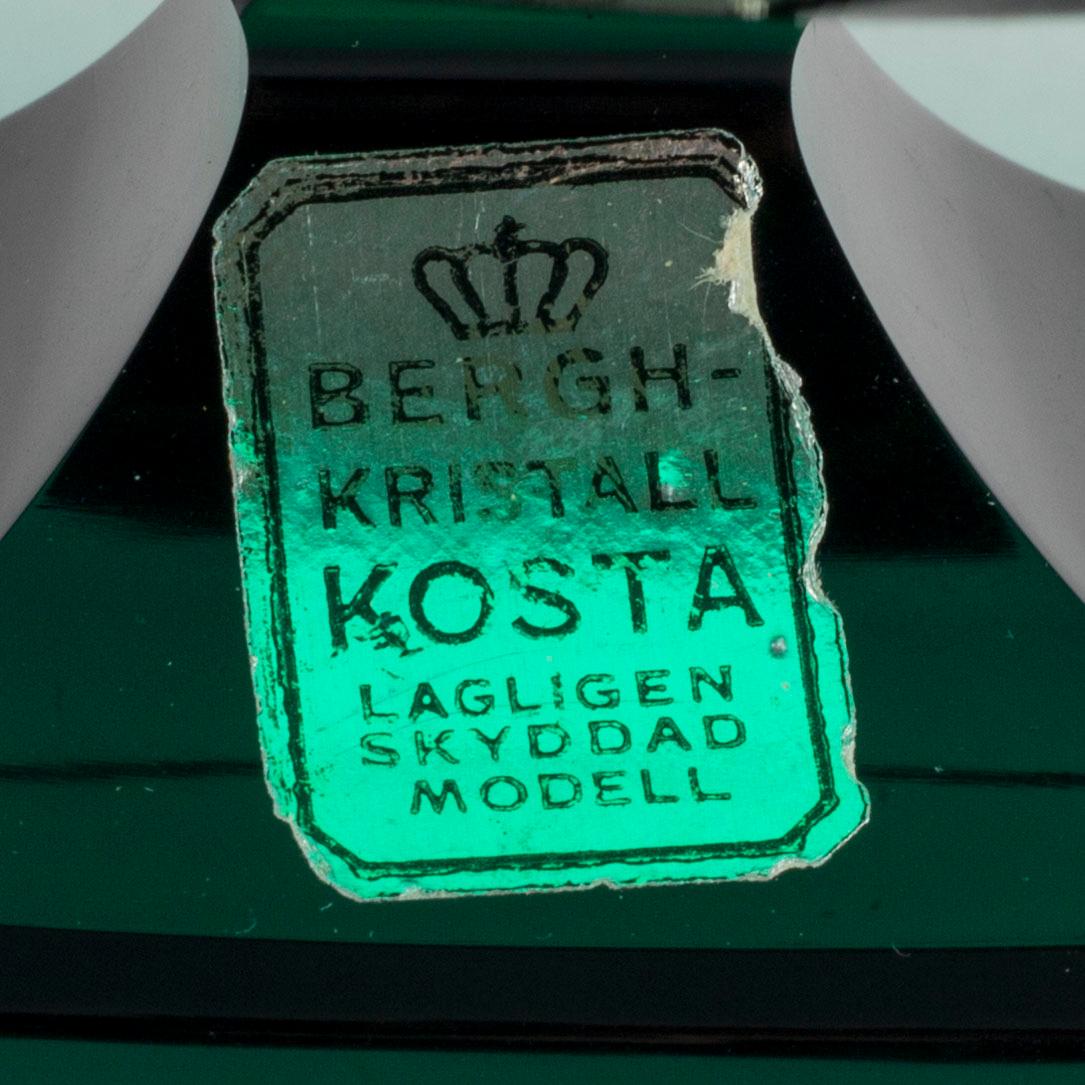 BERGH-
KRISTALL
KOSTA
LAGLIGEN
SKYDDAD
MODELL